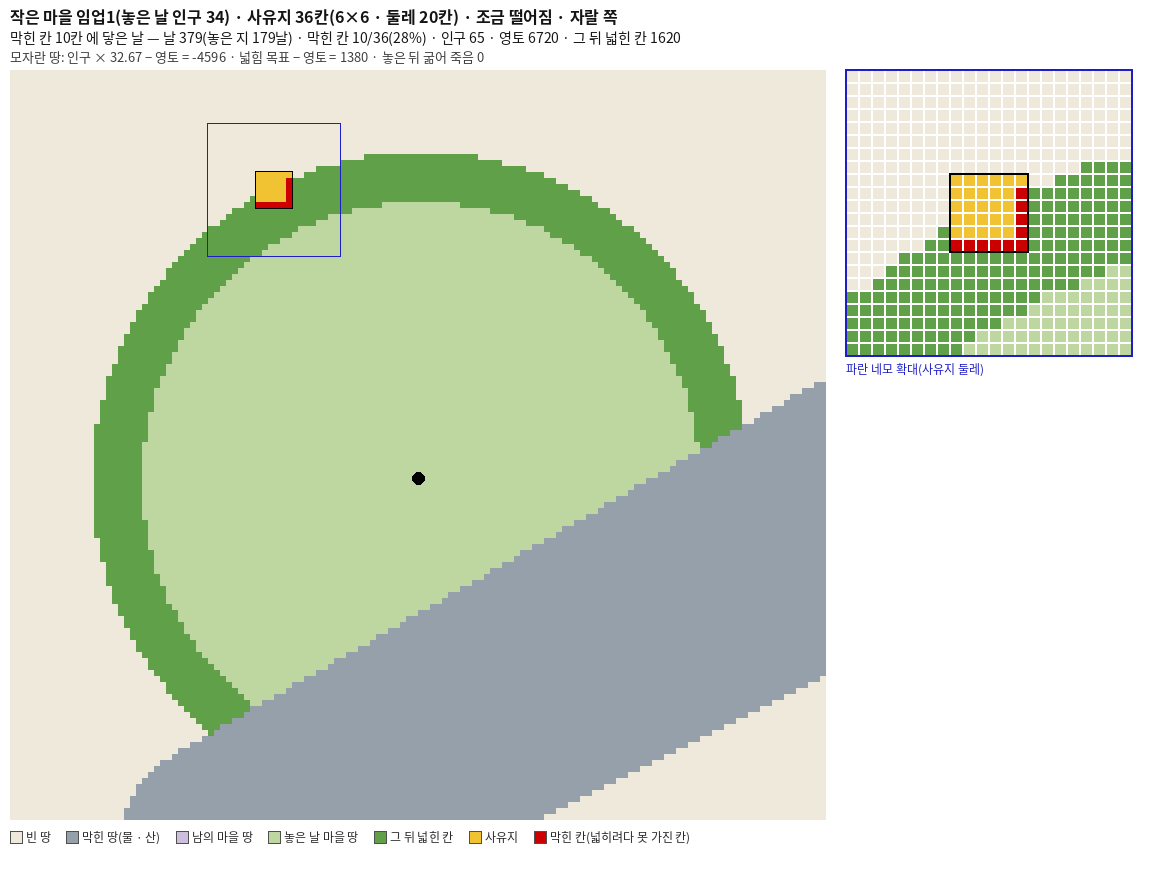 작은 마을 임업1(놓은 날 인구 34) · 사유지 36칸(6×6 · 둘레 20칸) · 조금 떨어짐 · 자랄 쪽
막힌 칸 10칸 에 닿은 날 — 날 379(놓은 지 179날) · 막힌 칸 10/36(28%) · 인구 65 · 영토 6720 · 그 뒤 넓힌 칸 1620
모자란 땅: 인구 × 32.67 − 영토 = -4596 · 넓힘 목표 − 영토 = 1380 · 놓은 뒤 굶어 죽음 0
파란 네모 확대(사유지 둘레)
빈 땅 막힌 땅(물 · 산) 남의 마을 땅 놓은 날 마을 땅 그 뒤 넓힌 칸 사유지 막힌 칸(넓히려다 못 가진 칸)